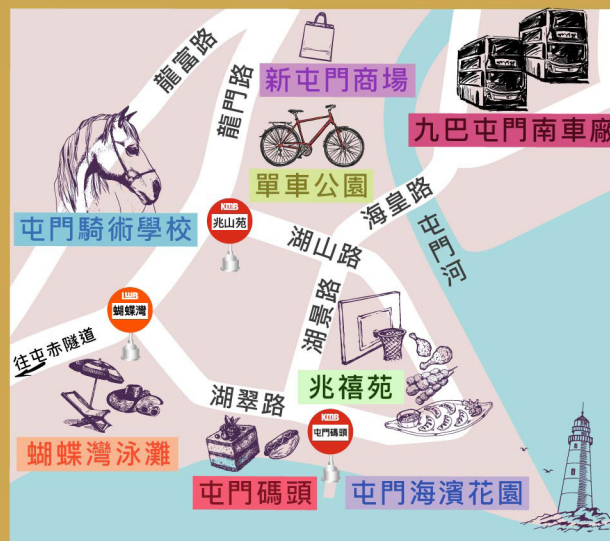 龍富路
龍門路
新屯門商場
九巴屯門南車廠
單車公園
海皇路
屯門河
屯門騎術學校
KMB
兆山苑
湖山路
湖景路
LWB
蝴蝶灣
往屯赤隧道
兆禧苑
湖翠路
KMB
屯門碼頭
蝴蝶灣泳灘
屯門碼頭
屯門海濱花園